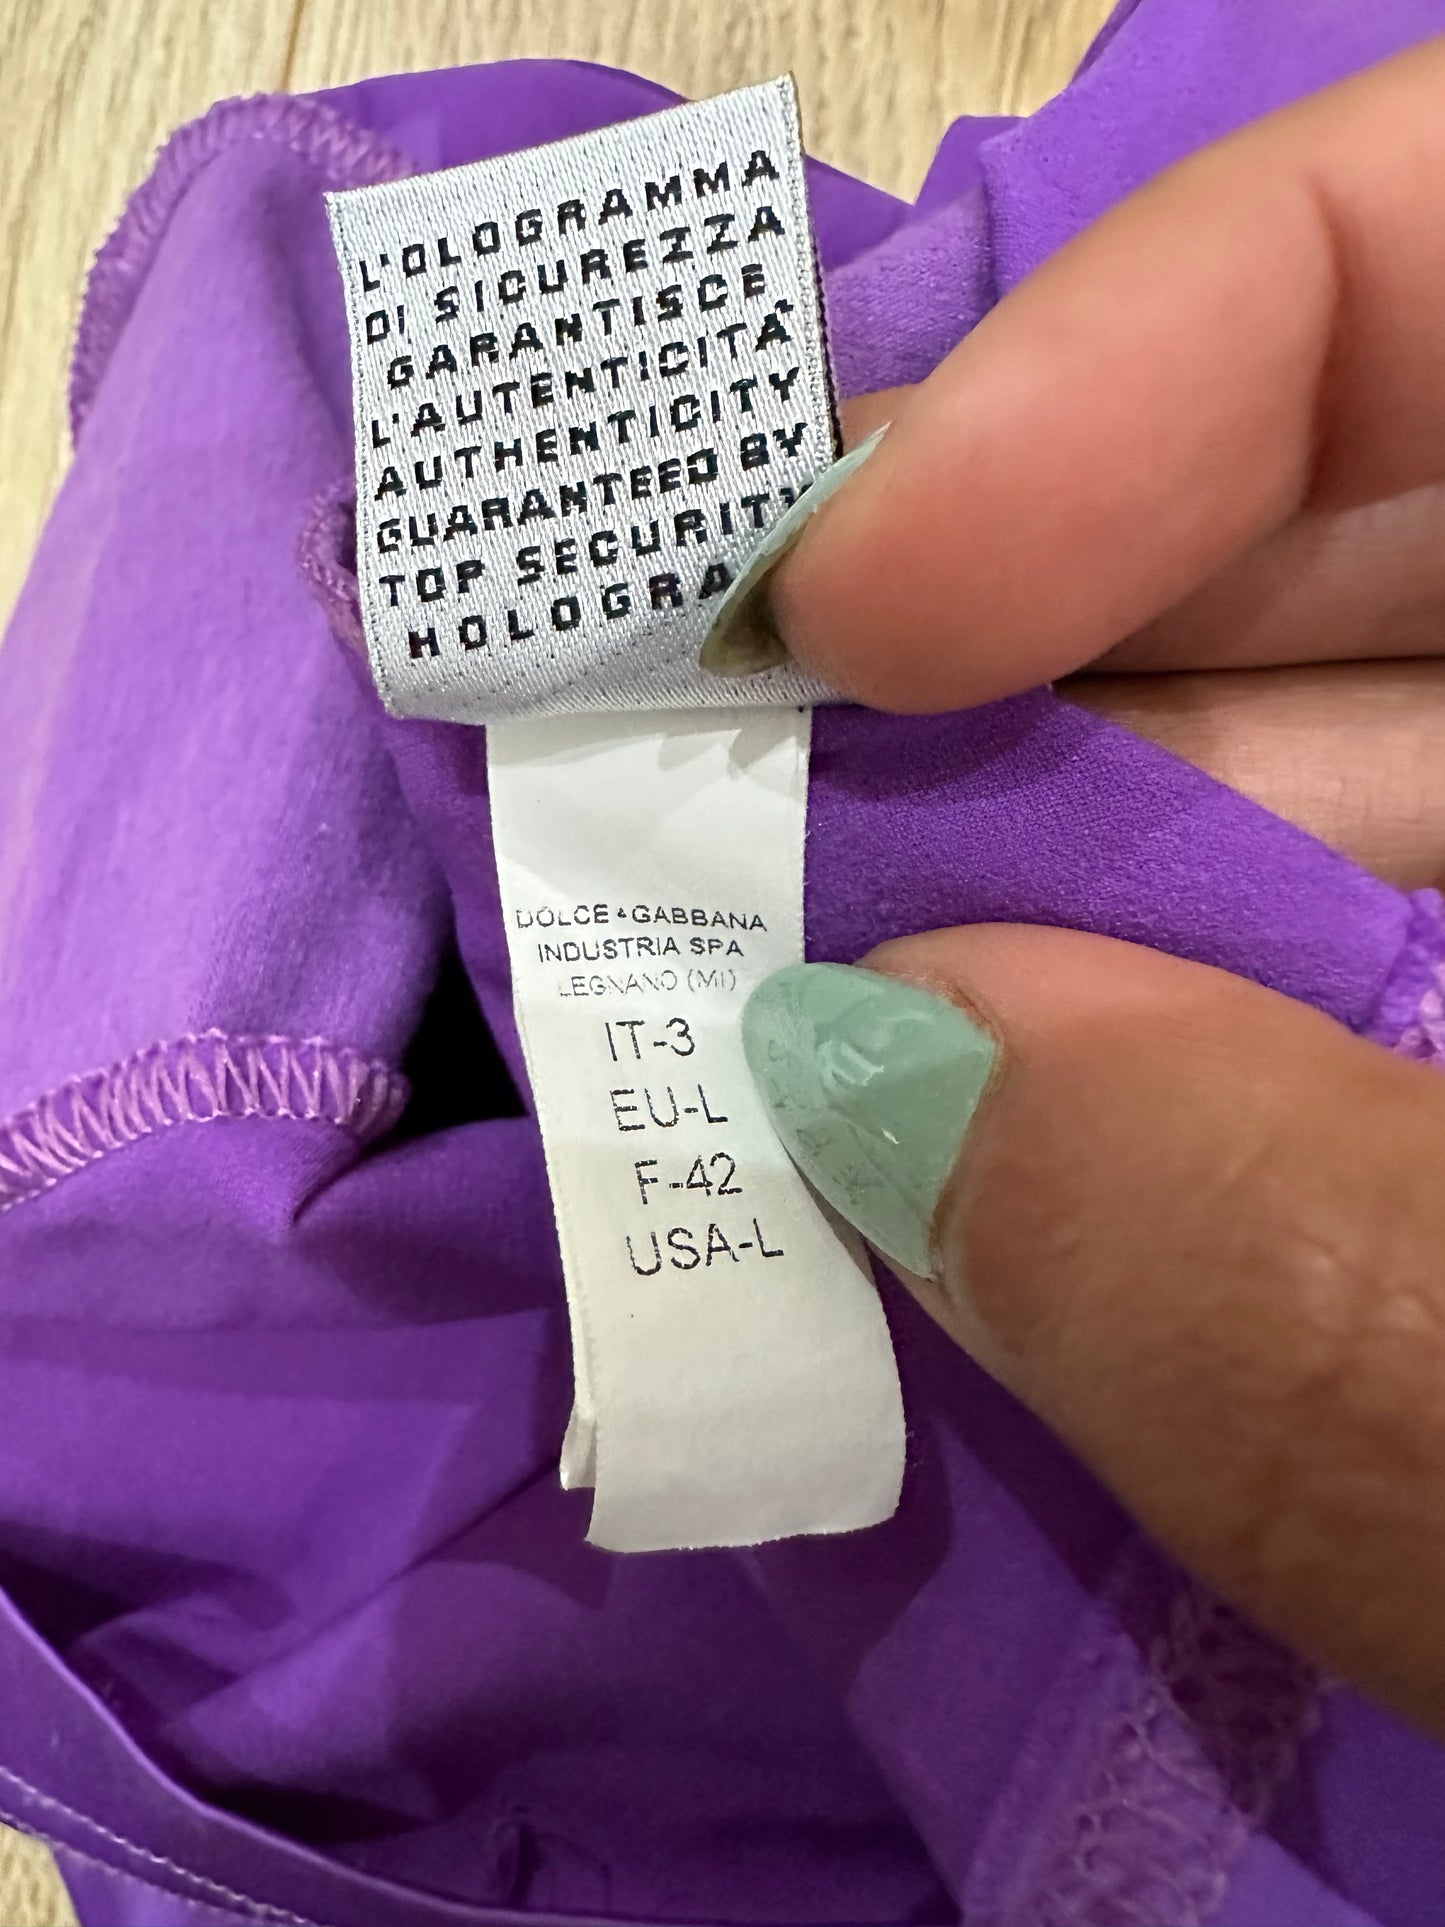 L'OLOGRAMMA
DI SICUREZZA
GARANTISCE
L'AUTENTICITÀ
AUTHENTICITY
GUARANTEED BY
TOP SECURITY
HOLOGRA
DOLCE & GABBANA
INDUSTRIA SPA
LEGNANO (MI)
IT-3
EU-L
F-42
USA-L